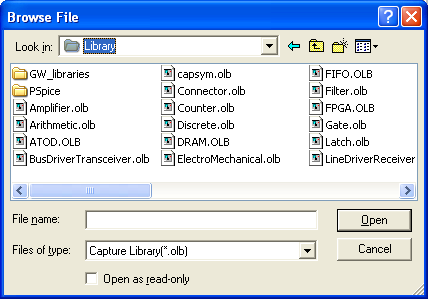 Browse File
Look in: Library
GW_libraries
PSpice
Amplifier.olb
Arithmetic.olb
ATOD.OLB
BusDriverTransceiver.olb
capsym.olb
Connector.olb
Counter.olb
Discrete.olb
DRAM.OLB
ElectroMechanical.olb
FIFO.OLB
Filter.olb
FPGA.OLB
Gate.olb
Latch.olb
LineDriverReceiver
File name:
Open
Files of type: Capture Library(*.olb)
Cancel
Open as read-only